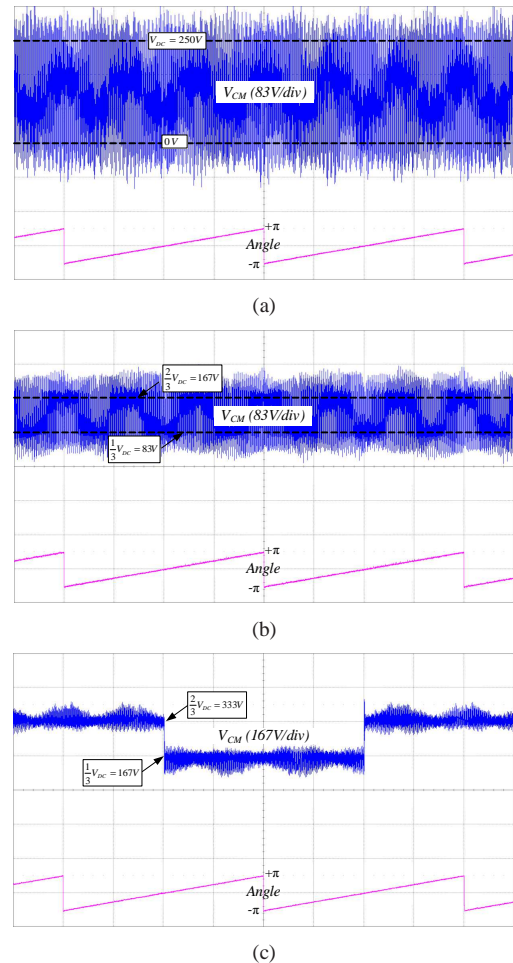 V_DC = 250V
V_CM (83V/div)
0V
+π
Angle
-π
(a)
2/3 V_DC = 167V
V_CM (83V/div)
1/3 V_DC = 83V
+π
Angle
-π
(b)
2/3 V_DC = 333V
V_CM (167V/div)
1/3 V_DC = 167V
+π
Angle
-π
(c)